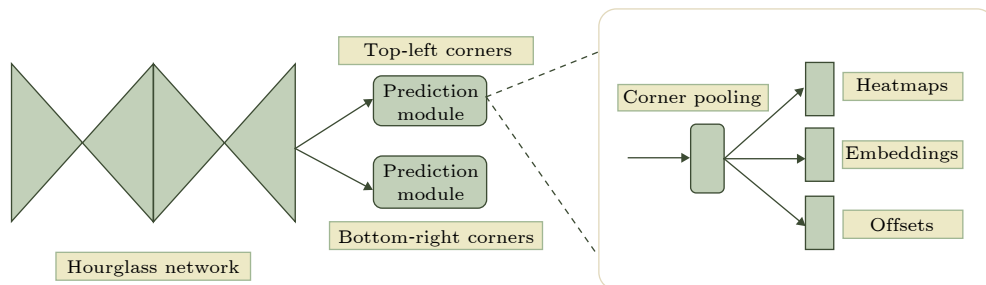 Top-left corners
Prediction
module
Prediction
module
Bottom-right corners
Hourglass network
Corner pooling
Heatmaps
Embeddings
Offsets